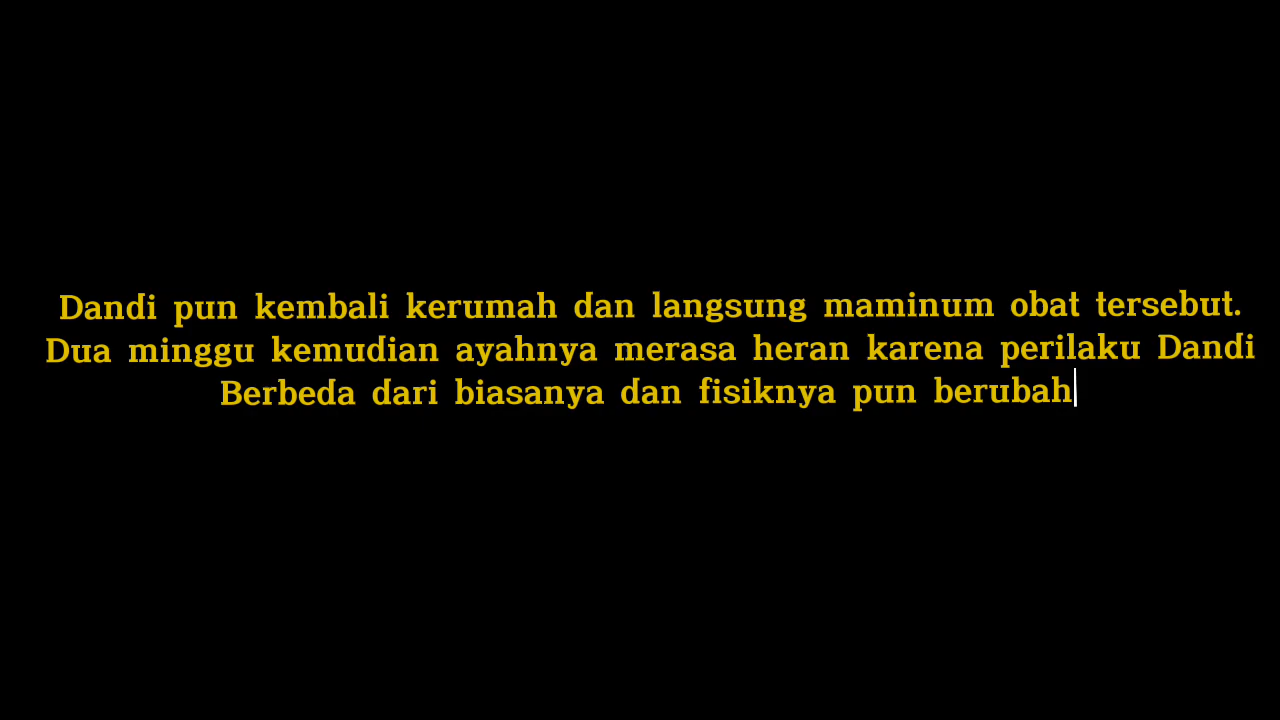 Dandi pun kembali kerumah dan langsung maminum obat tersebut.
Dua minggu kemudian ayahnya merasa heran karena perilaku Dandi
Berbeda dari biasanya dan fisiknya pun berubah